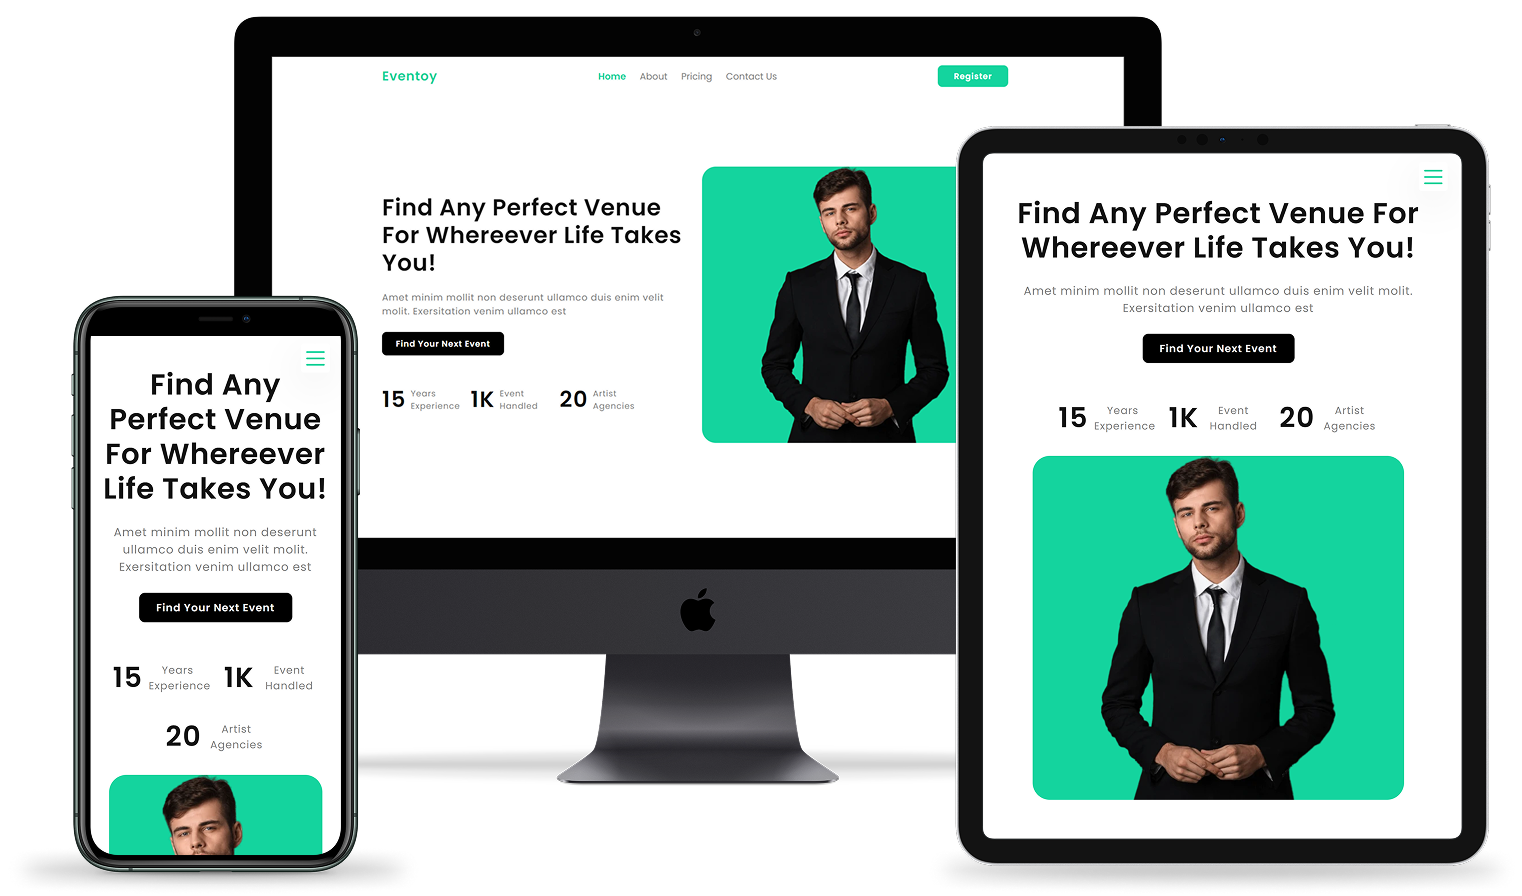 Eventoy
Home About Pricing Contact Us
Register
Find Any Perfect Venue
For Whereever Life Takes
You!
Amet minim mollit non deserunt ullamco duis enim velit
molit. Exersitation venim ullamco est
Find Your Next Event
15 Years Experience 1K Event Handled 20 Artist Agencies
Find Any
Perfect Venue
For Whereever
Life Takes You!
Amet minim mollit non deserunt
ullamco duis enim velit molit.
Exersitation venim ullamco est
Find Your Next Event
15 Years Experience 1K Event Handled
20 Artist Agencies
Find Any Perfect Venue For
Whereever Life Takes You!
Amet minim mollit non deserunt ullamco duis enim velit molit.
Exersitation venim ullamco est
Find Your Next Event
15 Years Experience 1K Event Handled 20 Artist Agencies